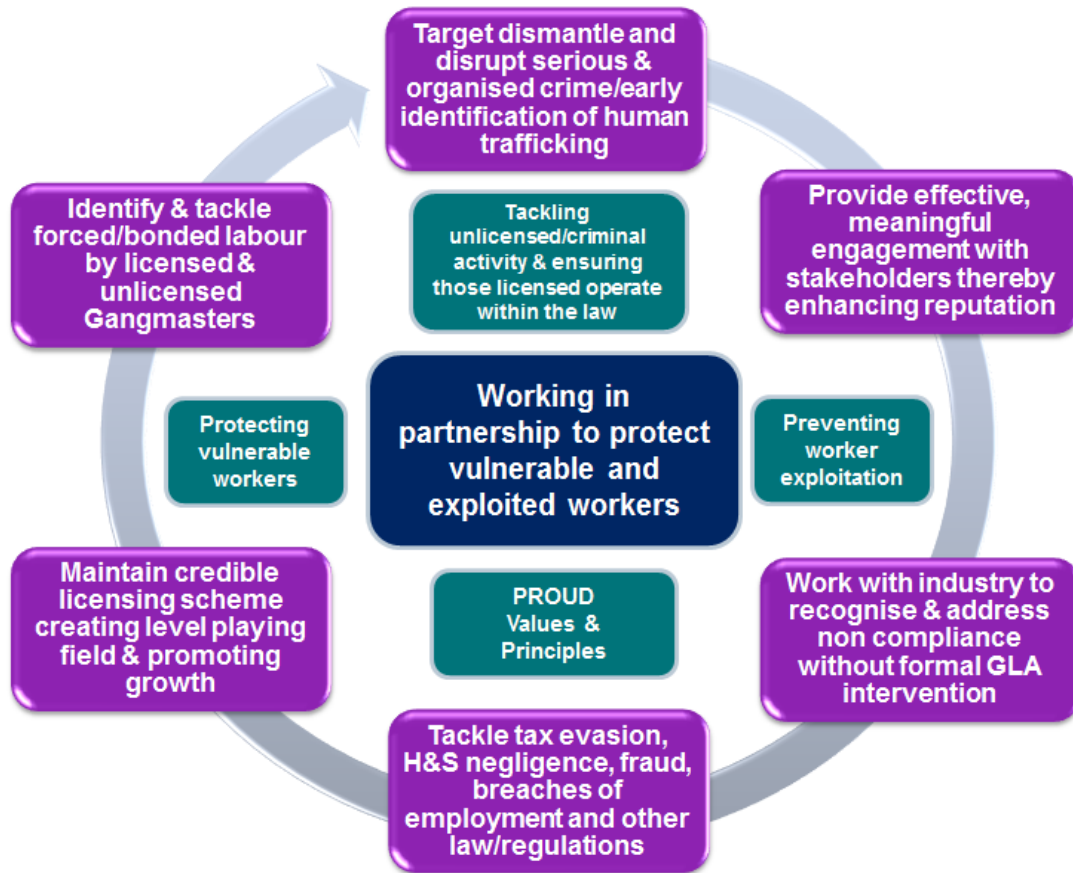 Target dismantle and
disrupt serious &
organised crime/early
identification of human
trafficking
Provide effective,
meaningful
engagement with
stakeholders thereby
enhancing reputation
Work with industry to
recognise & address
non compliance
without formal GLA
intervention
Tackle tax evasion,
H&S negligence, fraud,
breaches of
employment and other
law/regulations
Maintain credible
licensing scheme
creating level playing
field & promoting
growth
Identify & tackle
forced/bonded labour
by licensed &
unlicensed
Gangmasters
Tackling
unlicensed/criminal
activity & ensuring
those licensed operate
within the law
Preventing
worker
exploitation
PROUD
Values &
Principles
Protecting
vulnerable
workers
Working in
partnership to protect
vulnerable and
exploited workers